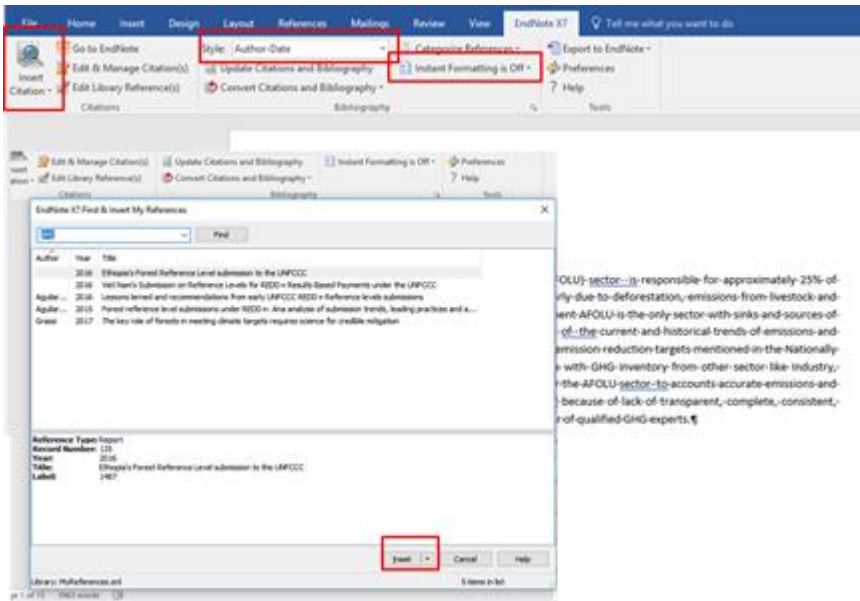 File Home Insert Design Layout References Mailings Review View EndNote X7 Tell me what you want to do
Go to EndNote Style: Author-Date Categorize References Export to EndNote
Insert Citation Edit & Manage Citation(s) Update Citations and Bibliography Instant Formatting is Off Preferences
Edit Library Reference(s) Convert Citations and Bibliography Help
Citations Bibliography Tools
Edit & Manage Citation(s) Update Citations and Bibliography Instant Formatting is Off Preferences
Edit Library Reference(s) Convert Citations and Bibliography Help
Citations Bibliography Tools
EndNote X7 Find & Insert My References
Find
Author Year Title
2016 Ethiopia's Forest Reference Level submission to the UNFCCC
2016 Viet Nam's Submission on Reference Levels for REDD+ Results Based Payments under the UNFCCC
Aguilar... 2016 Lessons lerned and recommendations from early UNFCCC REDD+ Reference levels submissions
Aguilar... 2015 Forest reference level submissions under REDD+ Ana analysis of submission trends, leading practices and a...
Grassi 2017 The key role of forests in meeting climate targets requires science for credible mitigation
FOLU) sector is responsible for approximately 25% of
due to deforestation, emissions from livestock and
AFOLU is the only sector with sinks and sources of
of the current and historical trends of emissions and
emission reduction targets mentioned in the Nationally
with GHG inventory from other sector like Industry,
the AFOLU sector to accounts accurate emissions and
because of lack of transparent, complete, consistent,
of qualified GHG experts.¶
Reference Type: Report
Record Number: 135
Year: 2016
Title: Ethiopia's Forest Reference Level submission to the UNFCCC
Label: 1487
Insert Cancel Help
Library: MyReferences.enl 5 items in list
words